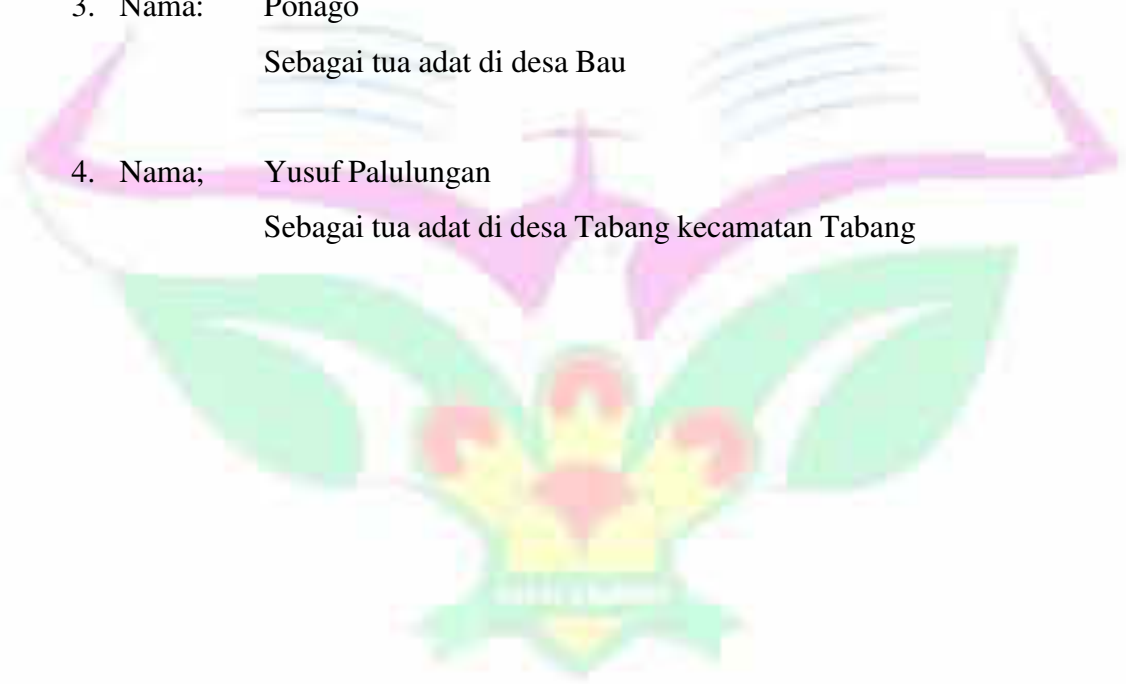 3. Nama: Ponago
Sebagai tua adat di desa Bau
4. Nama; Yusuf Palulungan
Sebagai tua adat di desa Tabang kecamatan Tabang